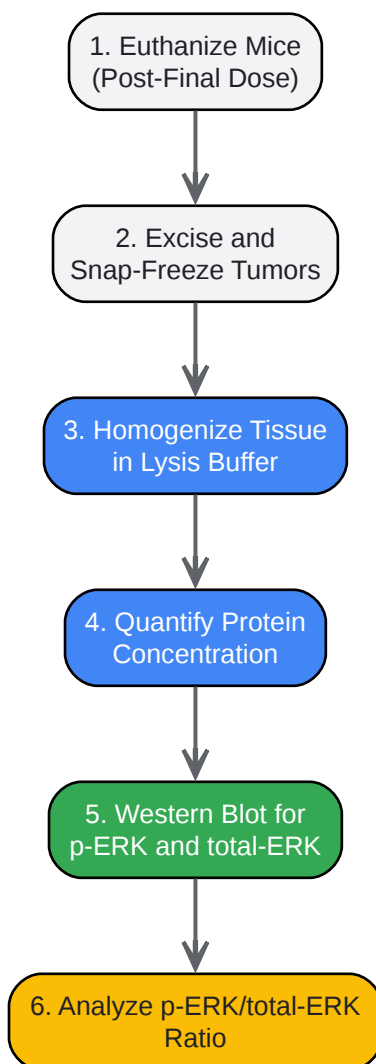 1. Euthanize Mice
(Post-Final Dose)
2. Excise and
Snap-Freeze Tumors
3. Homogenize Tissue
in Lysis Buffer
4. Quantify Protein
Concentration
5. Western Blot for
p-ERK and total-ERK
6. Analyze p-ERK/total-ERK
Ratio